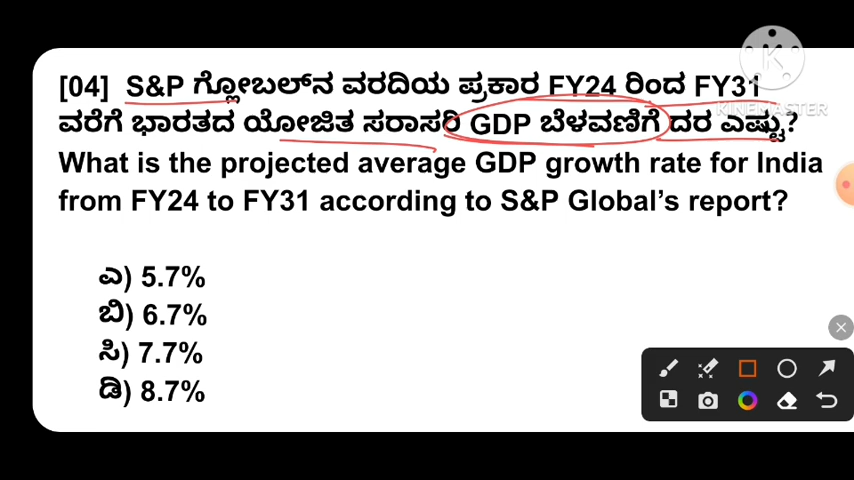 [04] S&P ಗ್ಲೋಬಲ್‌ನ ವರದಿಯ ಪ್ರಕಾರ FY24 ರಿಂದ FY31
ವರೆಗೆ ಭಾರತದ ಯೋಜಿತ ಸರಾಸರಿ GDP ಬೆಳವಣಿಗೆ ದರ ಎಷ್ಟು?
What is the projected average GDP growth rate for India
from FY24 to FY31 according to S&P Global's report?
ಎ) 5.7%
ಬಿ) 6.7%
ಸಿ) 7.7%
ಡಿ) 8.7%
K
KINEMASTER